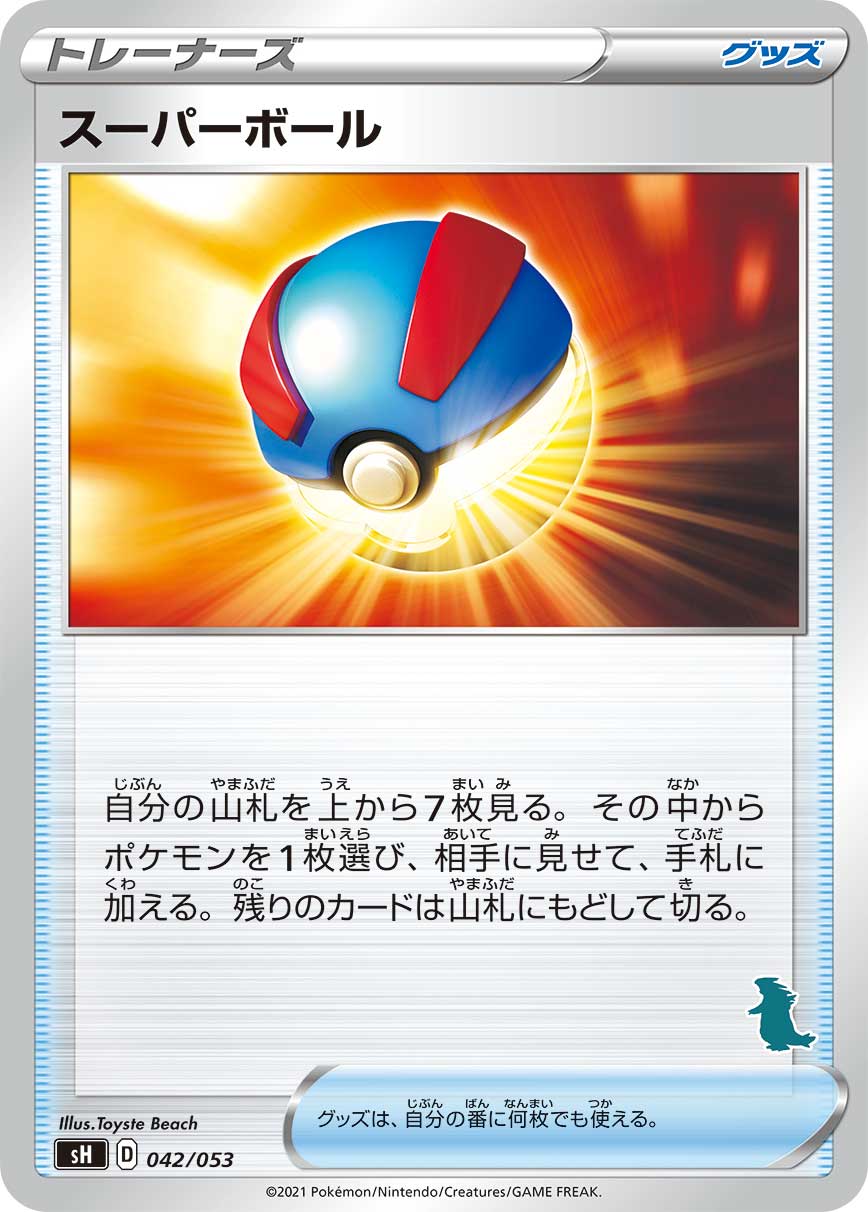 トレーナーズ グッズ
スーパーボール
自分の山札を上から7枚見る。その中から
ポケモンを1枚選び、相手に見せて、手札に
加える。残りのカードは山札にもどして切る。
グッズは、自分の番に何枚でも使える。
Illus.Toyste Beach
sH D 042/053
©2021 Pokémon/Nintendo/Creatures/GAME FREAK.